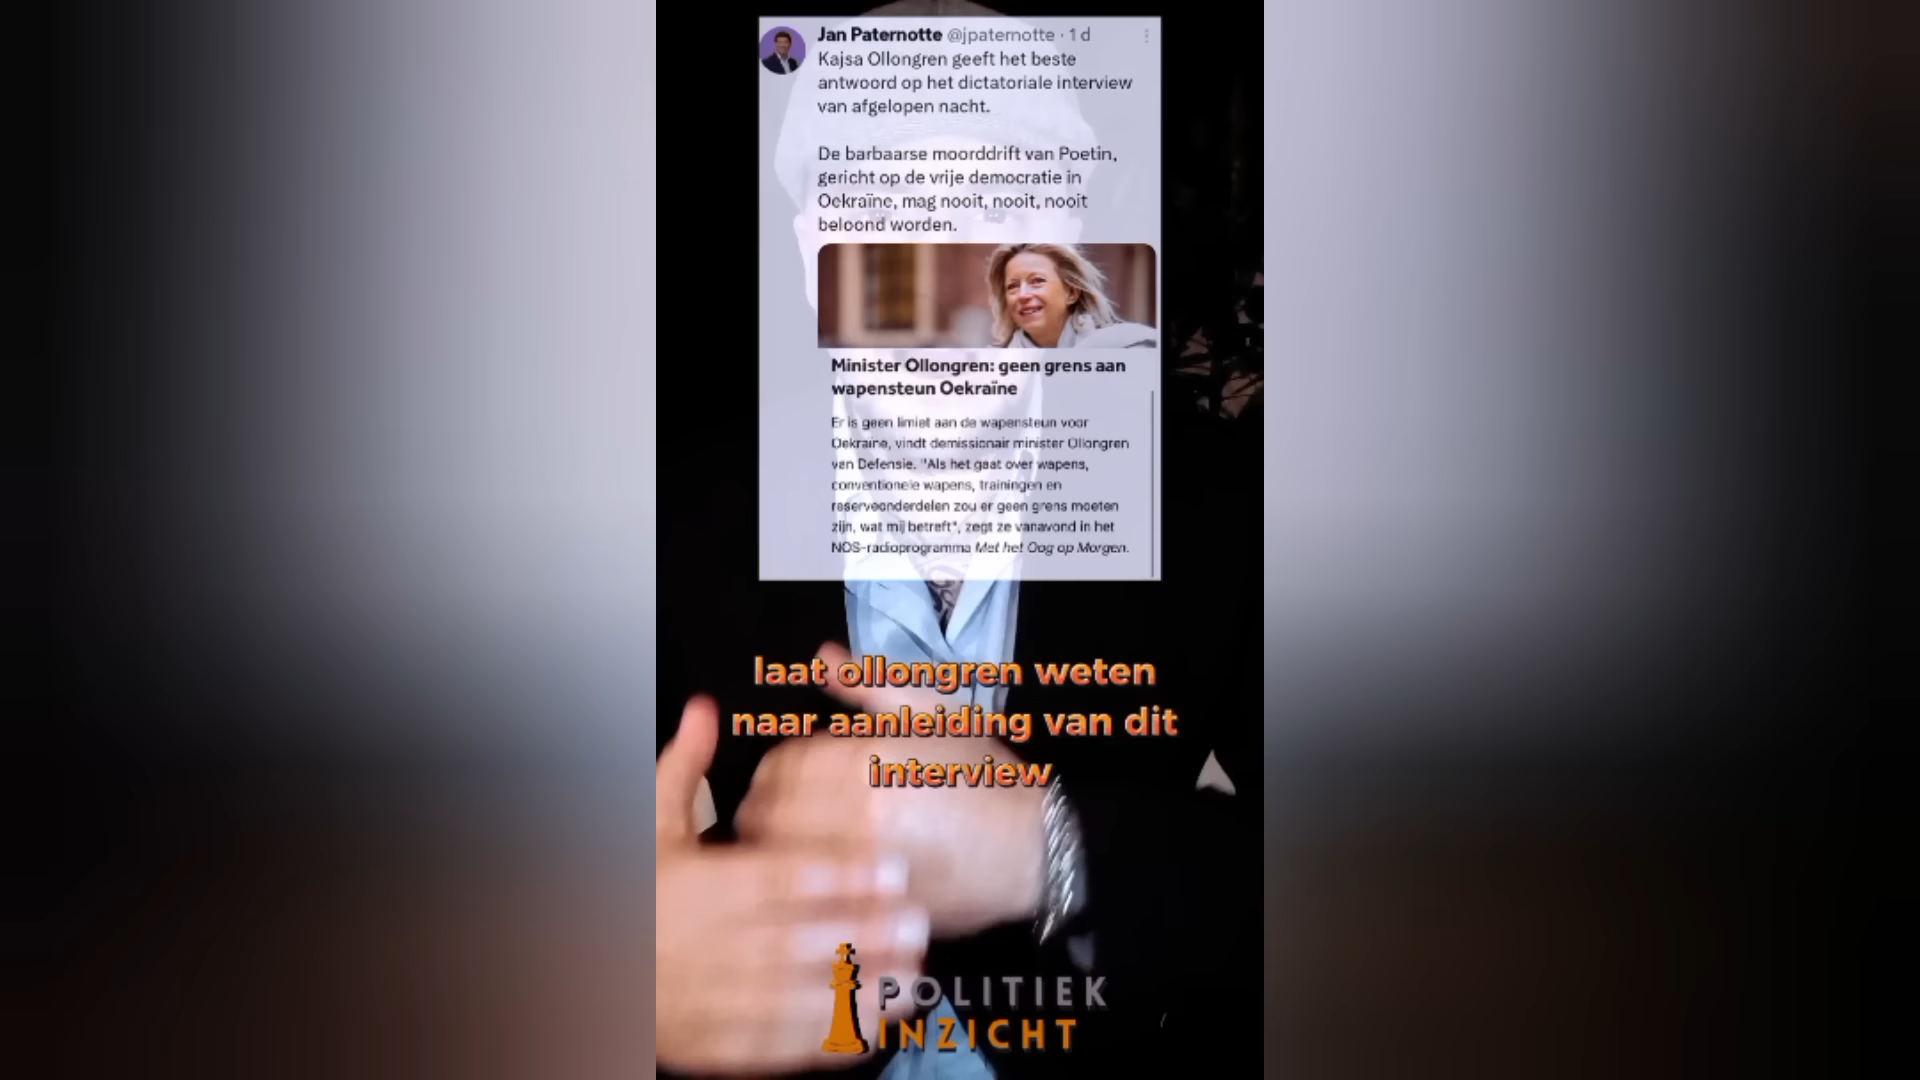 Jan Paternotte @jpaternotte · 1 d
Kajsa Ollongren geeft het beste
antwoord op het dictatoriale interview
van afgelopen nacht.
De barbaarse moorddrift van Poetin,
gericht op de vrije democratie in
Oekraïne, mag nooit, nooit, nooit
beloond worden.
Minister Ollongren: geen grens aan
wapensteun Oekraïne
Er is geen limiet aan de wapensteun voor
Oekraïne, vindt demissionair minister Ollongren
van Defensie. "Als het gaat over wapens,
conventionele wapens, trainingen en
reserveonderdelen zou er geen grens moeten
zijn, wat mij betreft", zegt ze vanavond in het
NOS-radioprogramma Met het Oog op Morgen.
laat ollongren weten
naar aanleiding van dit
interview
POLITIEK
INZICHT